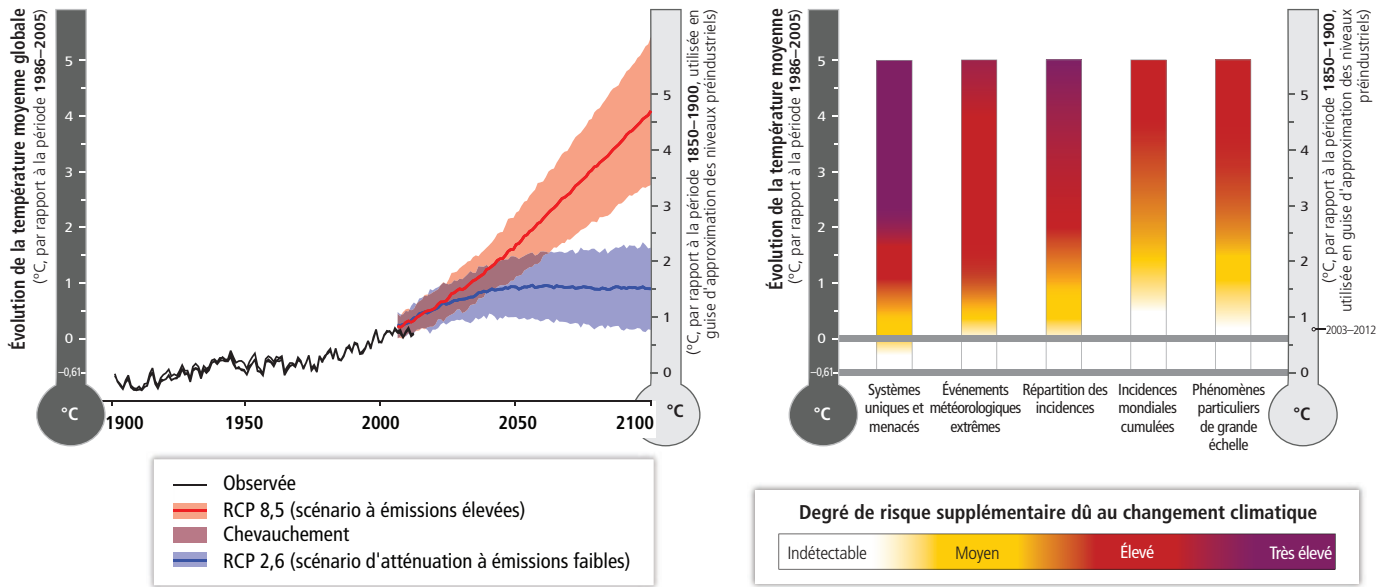 Évolution de la température moyenne globale
(°C, par rapport à la période 1986–2005)
5
4
3
2
1
0
–0,61
°C
1900
1950
2000
2050
2100
5
4
3
2
1
0
°C
(°C, par rapport à la période 1850–1900, utilisée en
guise d'approximation des niveaux préindustriels)
Observée
RCP 8,5 (scénario à émissions élevées)
Chevauchement
RCP 2,6 (scénario d'atténuation à émissions faibles)
Évolution de la température moyenne
(°C, par rapport à la période 1986–2005)
5
4
3
2
1
0
–0,61
°C
Systèmes
uniques et
menacés
Événements
météorologiques
extrêmes
Répartition des
incidences
Incidences
mondiales
cumulées
Phénomènes
particuliers
de grande
échelle
5
4
3
2
1
0
2003–2012
°C
(°C, par rapport à la période 1850–1900,
utilisée en guise d'approximation des niveaux
préindustriels)
Degré de risque supplémentaire dû au changement climatique
Indétectable
Moyen
Élevé
Très élevé